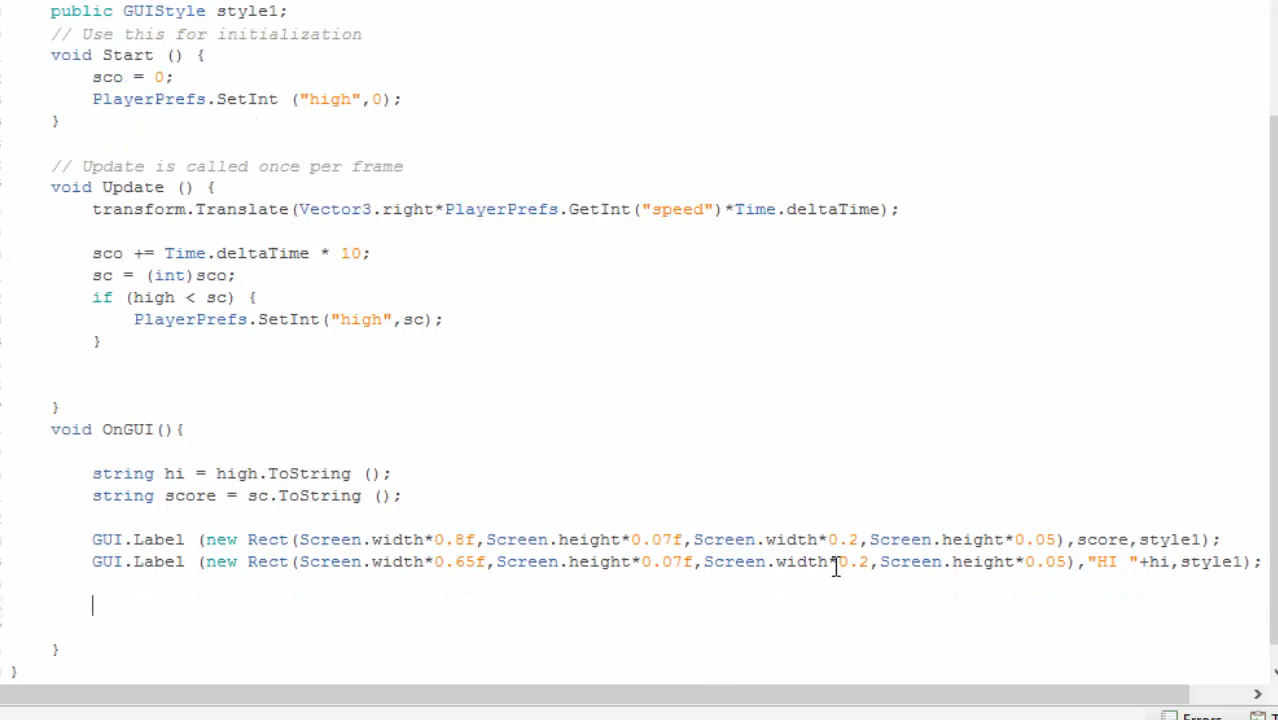 public GUIStyle style1;
// Use this for initialization
void Start () {
sco = 0;
PlayerPrefs.SetInt ("high",0);
}
// Update is called once per frame
void Update () {
transform.Translate(Vector3.right*PlayerPrefs.GetInt("speed")*Time.deltaTime);
sco += Time.deltaTime * 10;
sc = (int)sco;
if (high < sc) {
PlayerPrefs.SetInt("high",sc);
}
}
void OnGUI(){
string hi = high.ToString ();
string score = sc.ToString ();
GUI.Label (new Rect(Screen.width*0.8f,Screen.height*0.07f,Screen.width*0.2,Screen.height*0.05),score,style1);
GUI.Label (new Rect(Screen.width*0.65f,Screen.height*0.07f,Screen.width*0.2,Screen.height*0.05),"HI "+hi,style1);
}
}